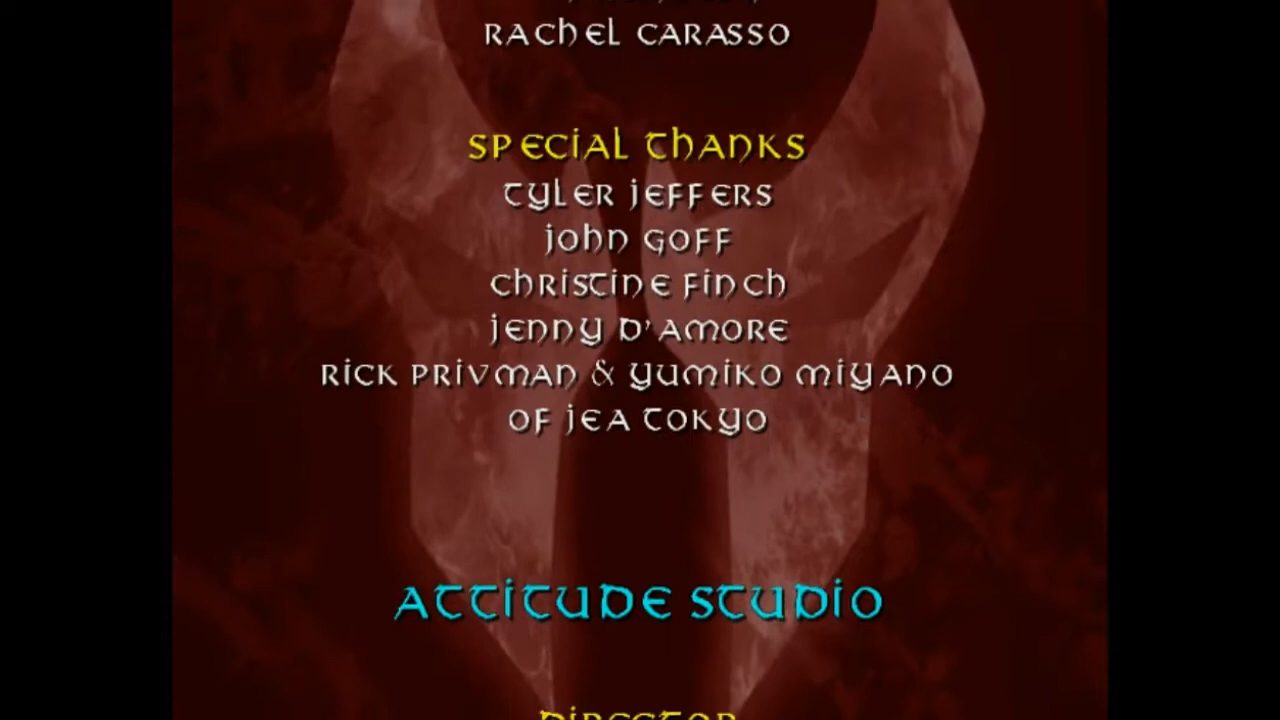 RACHEL CARASSO
SPECIAL THANKS
TYLER JEFFERS
JOHN GOFF
CHRISTINE FINCH
JENNY D'AMORE
RICK PRIVMAN & YUMIKO MIYANO
OF JEA TOKYO
ATTITUDE STUDIO
DIRECTOR